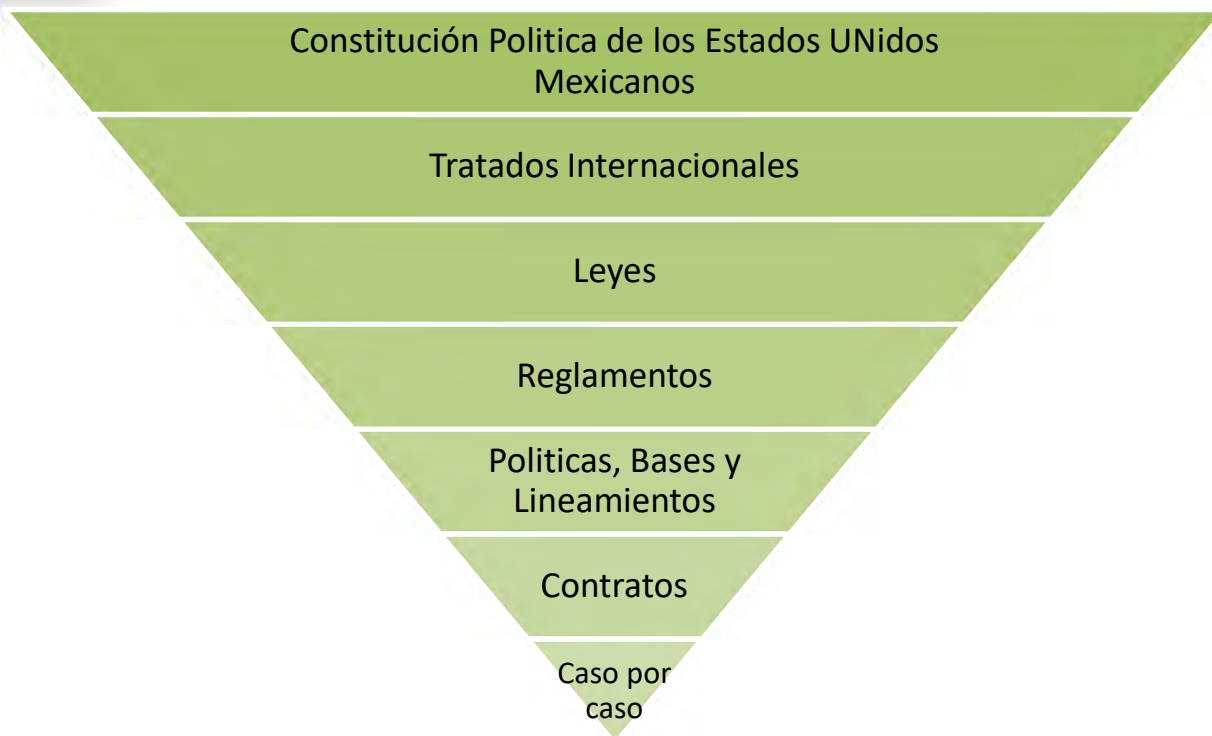 Constitución Politica de los Estados UNidos
Mexicanos
Tratados Internacionales
Leyes
Reglamentos
Politicas, Bases y
Lineamientos
Contratos
Caso por
caso